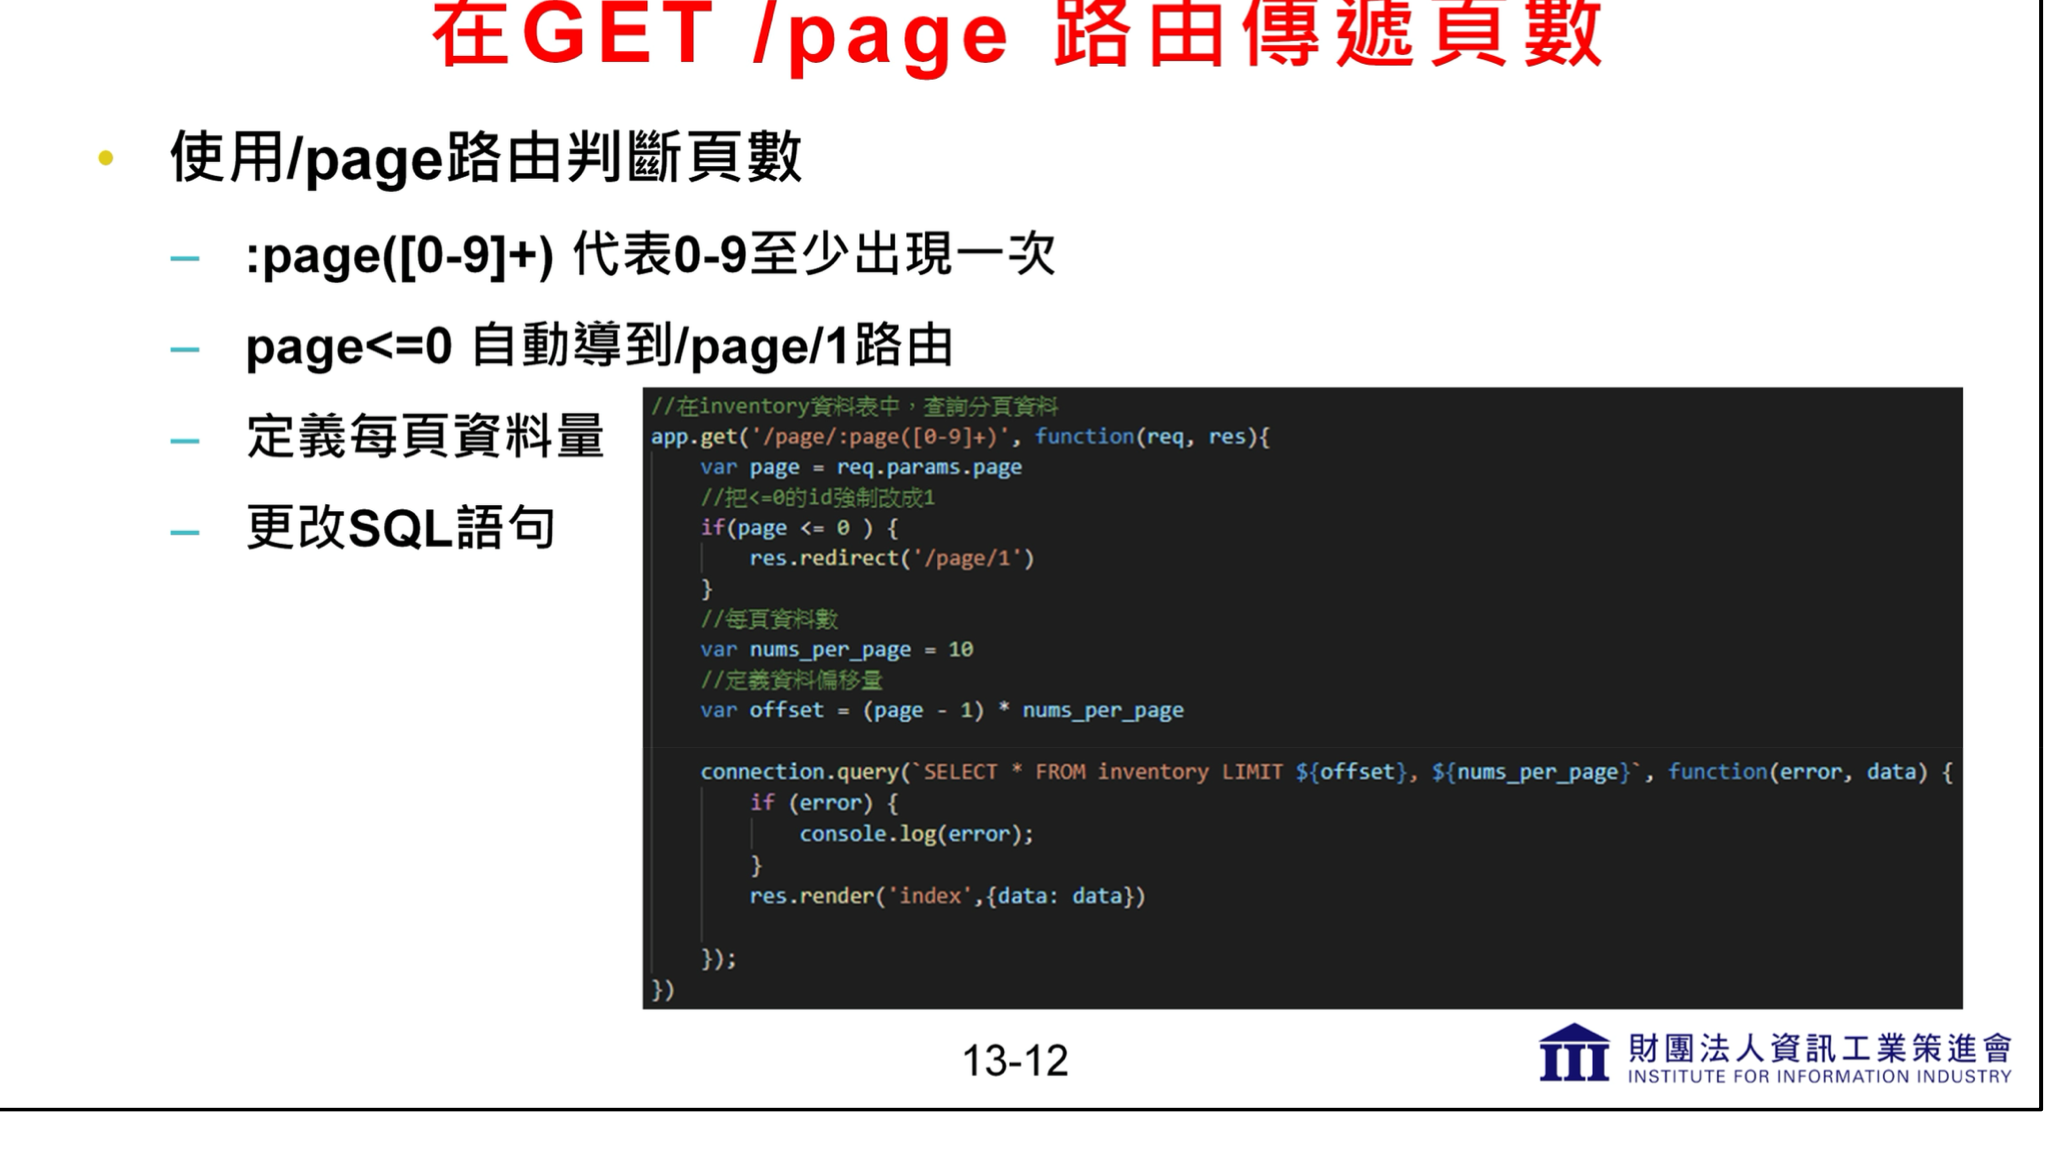 在GET /page 路由傳遞頁數
• 使用/page路由判斷頁數
– :page([0-9]+) 代表0-9至少出現一次
– page<=0 自動導到/page/1路由
– 定義每頁資料量
– 更改SQL語句
//在inventory資料表中，查詢分頁資料
app.get('/page/:page([0-9]+)', function(req, res){
    var page = req.params.page
    //把<=0的id強制改成1
    if(page <= 0 ) {
        res.redirect('/page/1')
    }
    //每頁資料數
    var nums_per_page = 10
    //定義資料偏移量
    var offset = (page - 1) * nums_per_page
    connection.query(`SELECT * FROM inventory LIMIT ${offset}, ${nums_per_page}`, function(error, data) {
        if (error) {
            console.log(error);
        }
        res.render('index',{data: data})
    });
})
13-12
財團法人資訊工業策進會
INSTITUTE FOR INFORMATION INDUSTRY